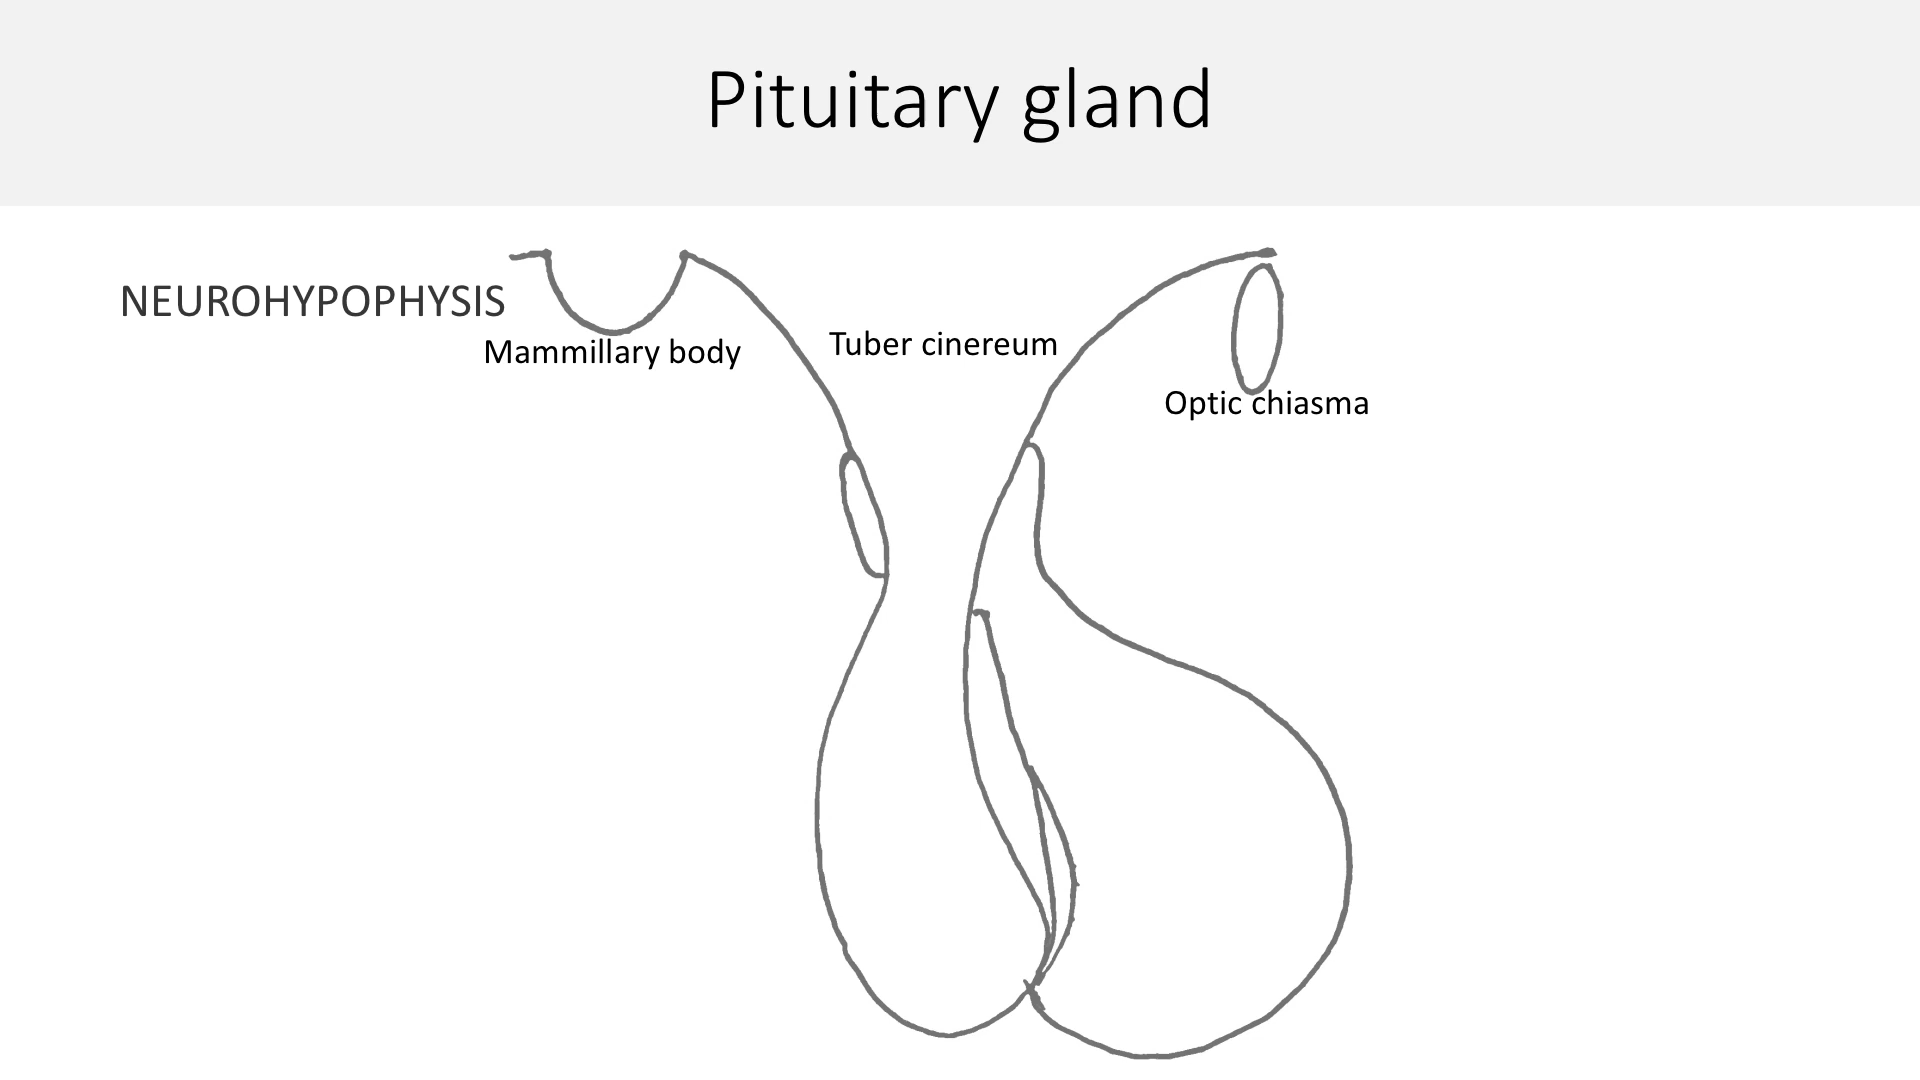 Pituitary gland
NEUROHYPOPHYSIS
Mammillary body
Tuber cinereum
Optic chiasma